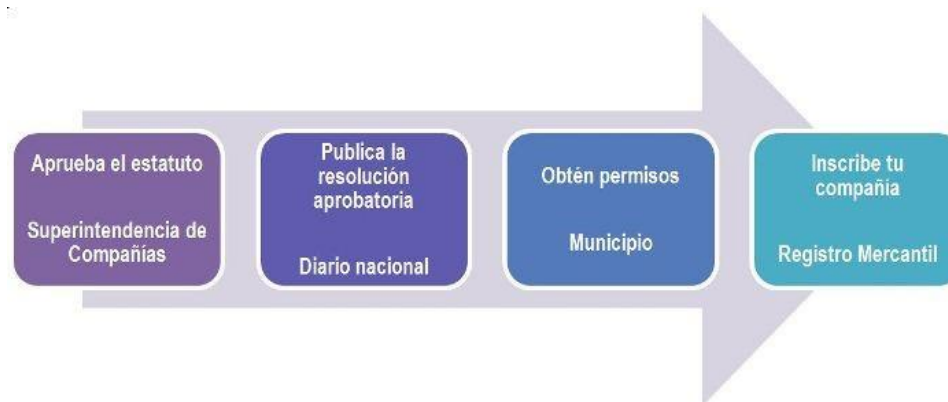 Aprueba el estatuto
Superintendencia de
Compañías
Publica la
resolución
aprobatoria
Diario nacional
Obtén permisos
Municipio
Inscribe tu
compañia
Registro Mercantil